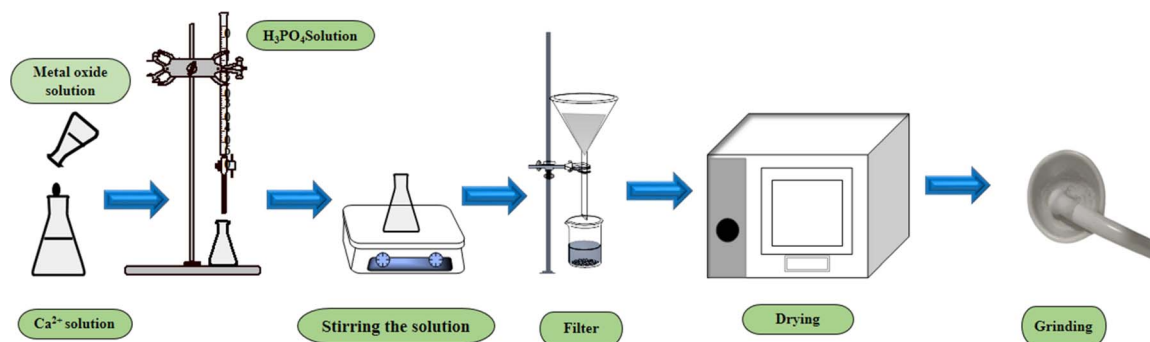 H₃PO₄Solution
Metal oxide
solution
Ca²⁺ solution
Stirring the solution
Filter
Drying
Grinding